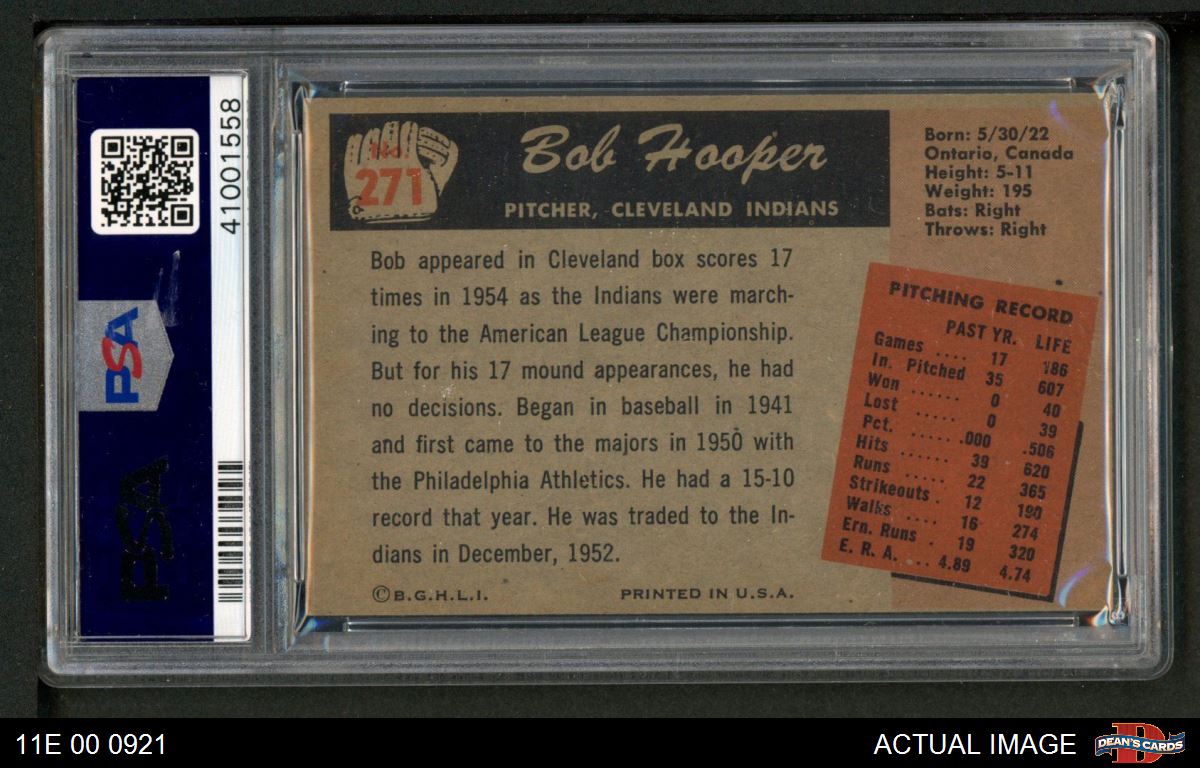 41001558
PSA
PSA
No.
271
Bob Hooper
PITCHER, CLEVELAND INDIANS
Born: 5/30/22
Ontario, Canada
Height: 5-11
Weight: 195
Bats: Right
Throws: Right
Bob appeared in Cleveland box scores 17
times in 1954 as the Indians were march-
ing to the American League Championship.
But for his 17 mound appearances, he had
no decisions. Began in baseball in 1941
and first came to the majors in 1950 with
the Philadelphia Athletics. He had a 15-10
record that year. He was traded to the In-
dians in December, 1952.
©B.G.H.L.I. PRINTED IN U.S.A.
PITCHING RECORD
PAST YR. LIFE
Games .... 17 186
In. Pitched 35 607
Won ...... 0 40
Lost ..... 0 39
Pct. ..... .000 .506
Hits ..... 39 620
Runs ..... 22 365
Strikeouts . 12 190
Walks .... 16 274
Ern. Runs 19 320
E. R. A. ... 4.89 4.74
11E 00 0921
ACTUAL IMAGE
D
DEAN'S CARDS